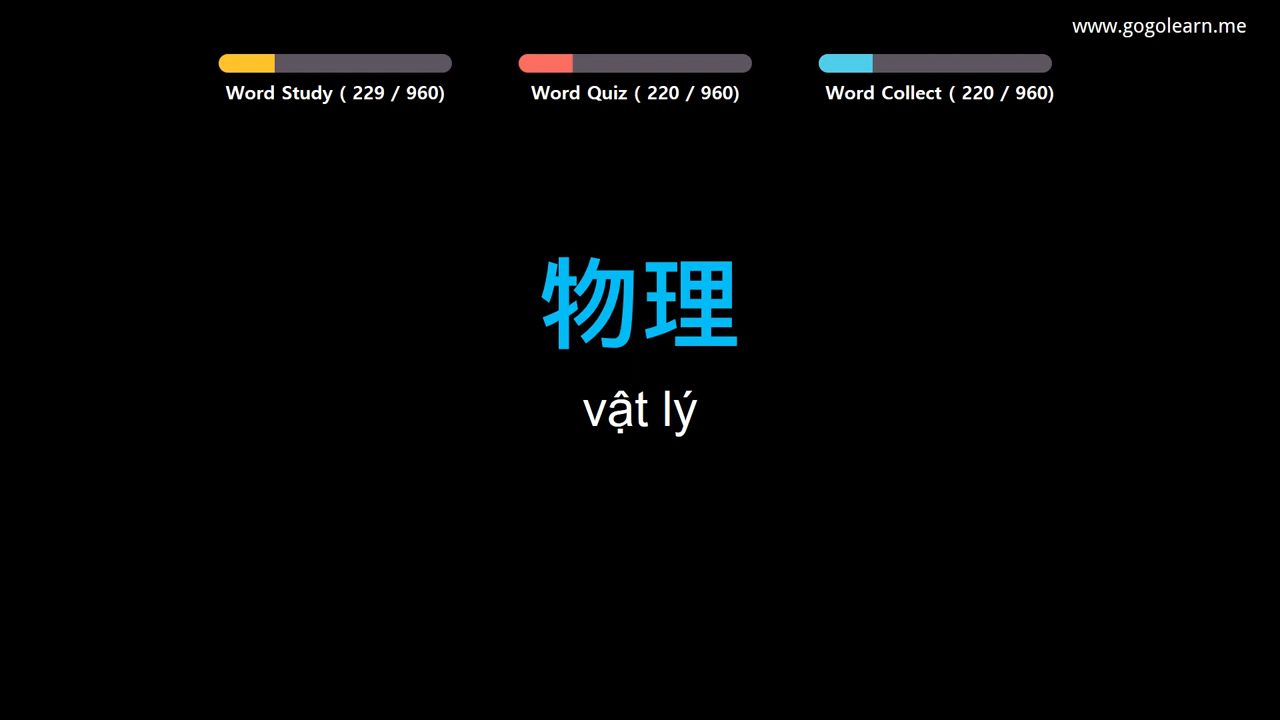 www.gogolearn.me
Word Study ( 229 / 960)
Word Quiz ( 220 / 960)
Word Collect ( 220 / 960)
物理
vật lý